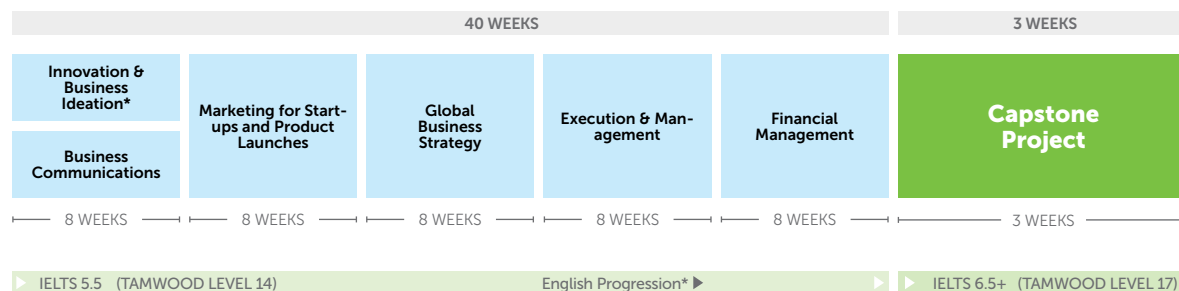 40 WEEKS
3 WEEKS
Innovation &
Business
Ideation*
Business
Communications
Marketing for Start-
ups and Product
Launches
Global
Business
Strategy
Execution & Man-
agement
Financial
Management
Capstone
Project
8 WEEKS
8 WEEKS
8 WEEKS
8 WEEKS
8 WEEKS
3 WEEKS
IELTS 5.5 (TAMWOOD LEVEL 14)
English Progression*
IELTS 6.5+ (TAMWOOD LEVEL 17)